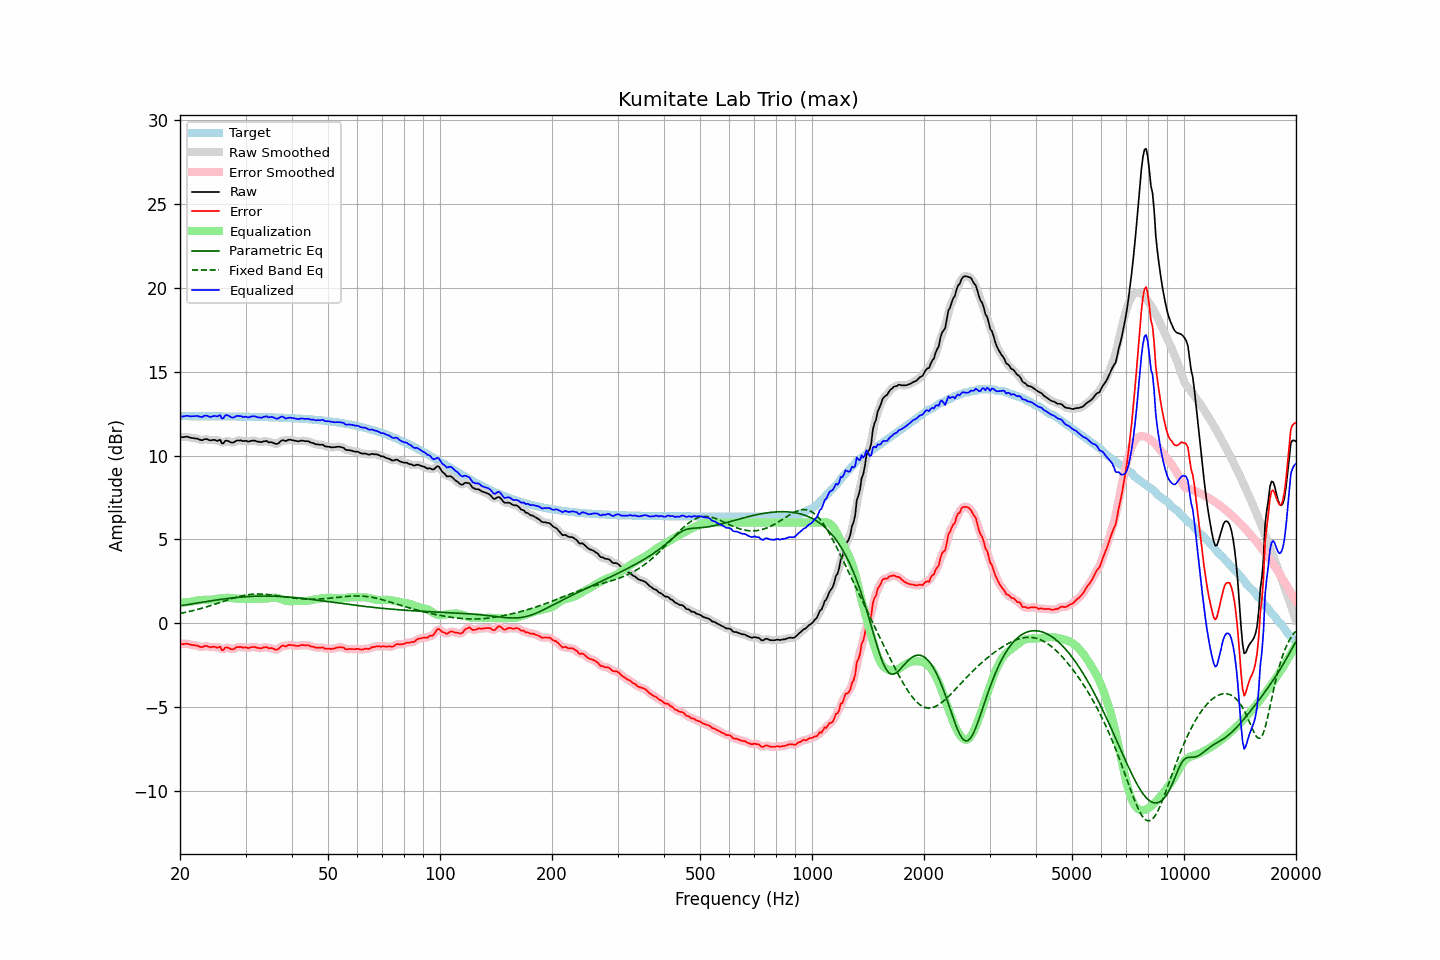 Kumitate Lab Trio (max)
Target
Raw Smoothed
Error Smoothed
Raw
Error
Equalization
Parametric Eq
Fixed Band Eq
Equalized
Amplitude (dBr)
30
25
20
15
10
5
0
−5
−10
20 50 100 200 500 1000 2000 5000 10000 20000
Frequency (Hz)